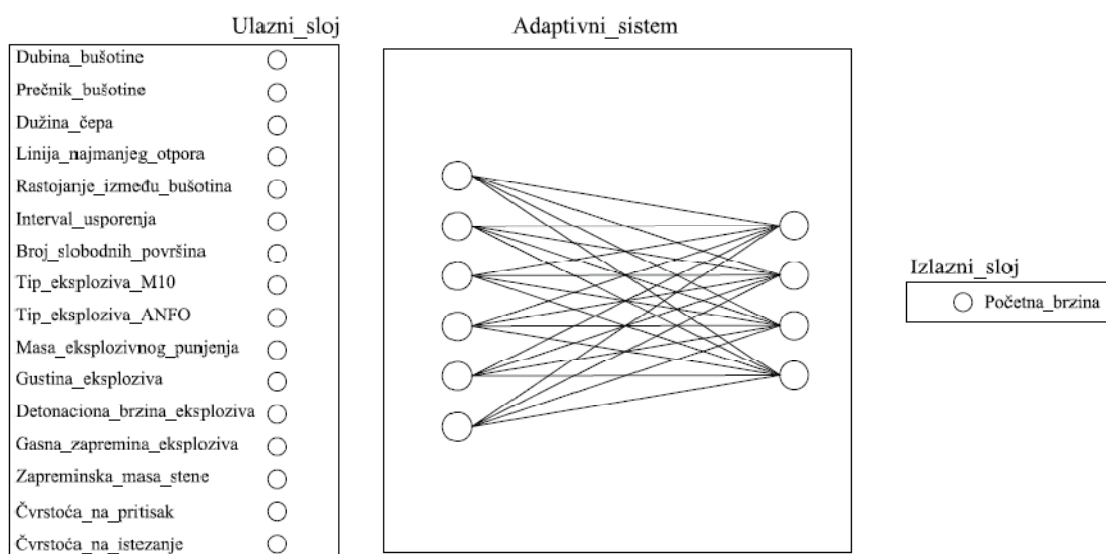 Ulazni_sloj
Dubina_bušotine
Prečnik_bušotine
Dužina_čepa
Linija_najmanjeg_otpora
Rastojanje_između_bušotina
Interval_usporenja
Broj_slobodnih_površina
Tip_eksploziva_M10
Tip_eksploziva_ANFO
Masa_eksplozivnog_punjenja
Gustina_eksploziva
Detonaciona_brzina_eksploziva
Gasna_zapremina_eksploziva
Zapreminska_masa_stene
Čvrstoća_na_pritisak
Čvrstoća_na_istezanje
Adaptivni_sistem
Izlazni_sloj
Početna_brzina